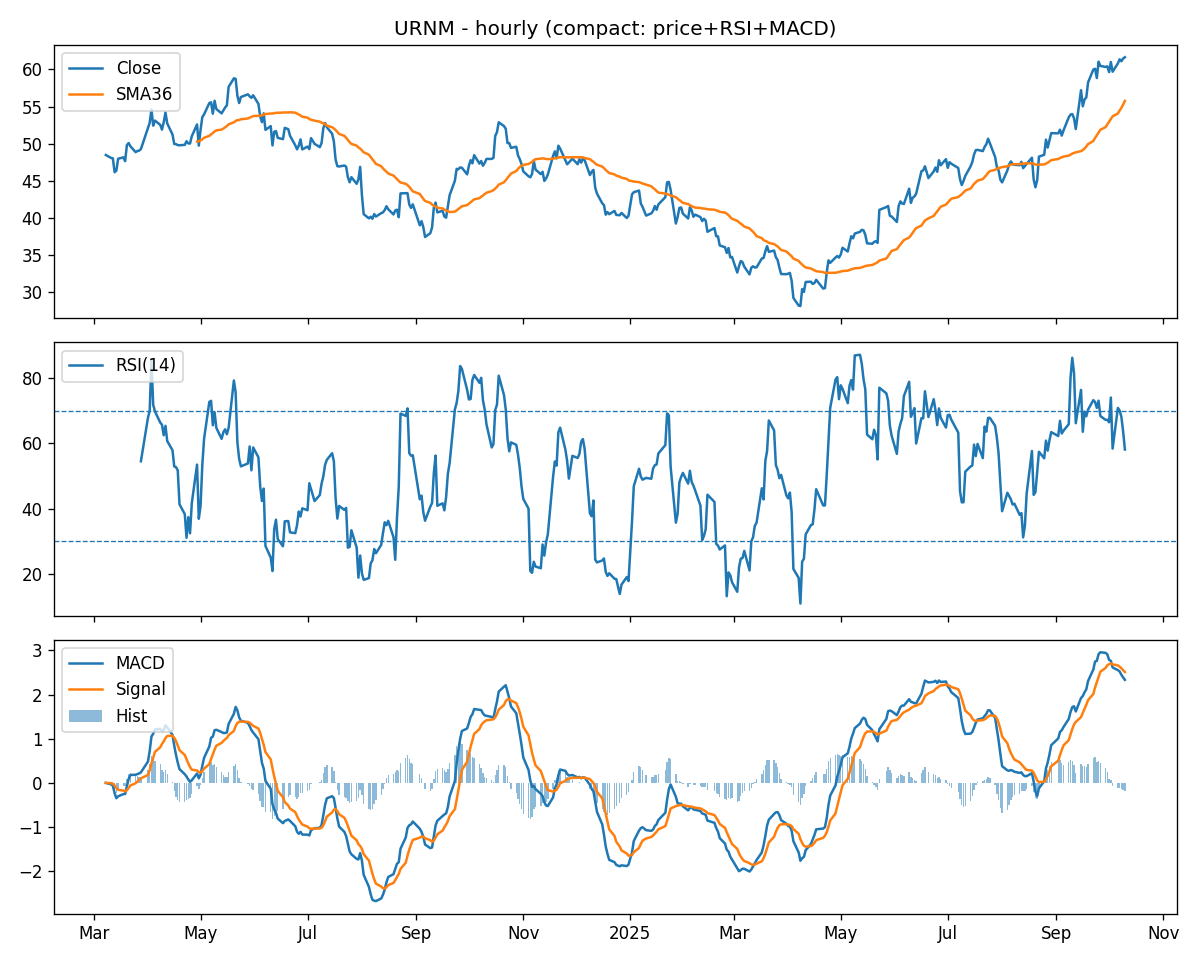 URNM - hourly (compact: price+RSI+MACD)
60
55
50
45
40
35
30
Close
SMA36
80
60
40
20
RSI(14)
3
2
1
0
−1
−2
MACD
Signal
Hist
Mar May Jul Sep Nov 2025 Mar May Jul Sep Nov